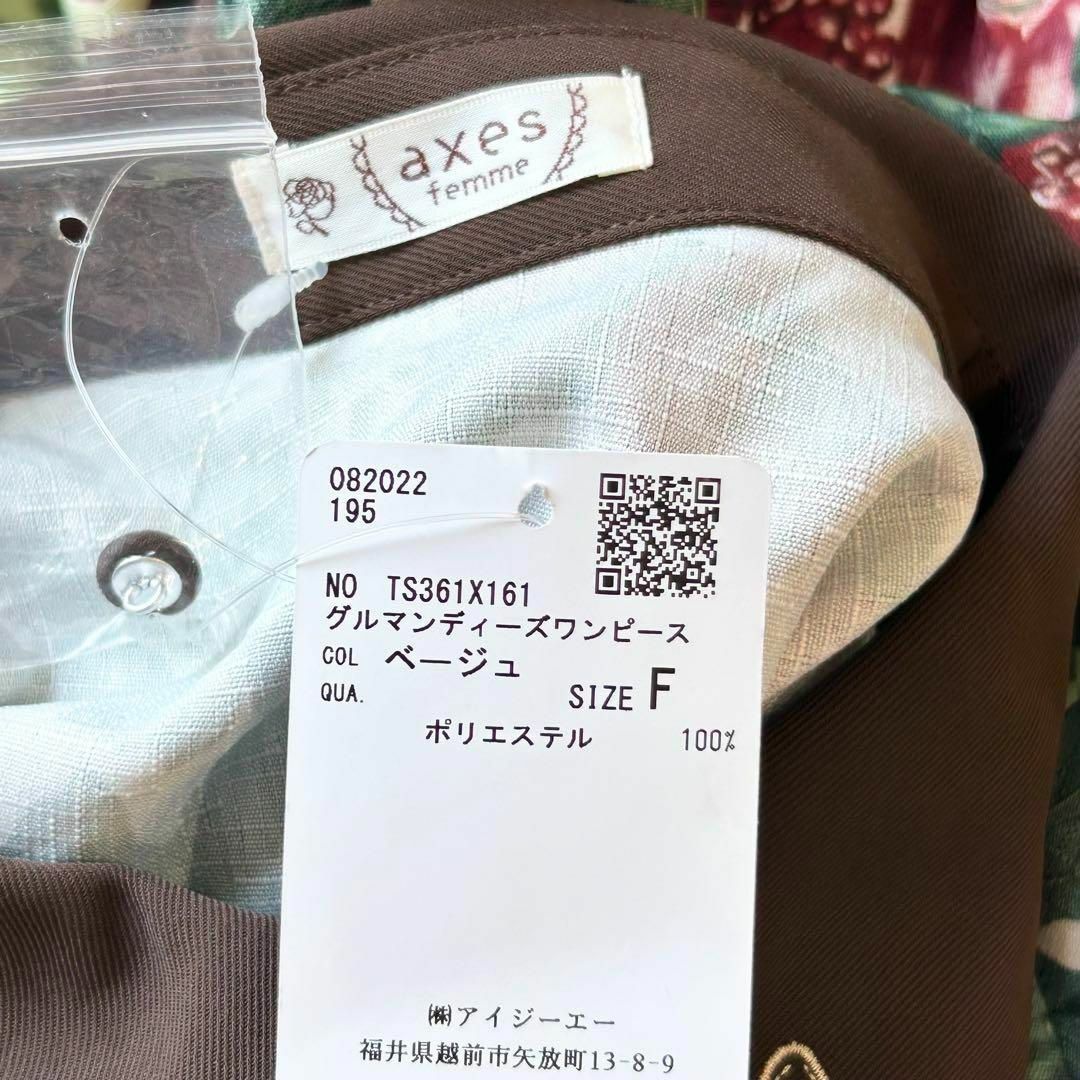 axes
femme
082022
195
NO TS361X161
グルマンディーズワンピース
COL ベージュ
QUA. SIZE F
ポリエステル 100%
㈱アイジーエー
福井県越前市矢放町13-8-9